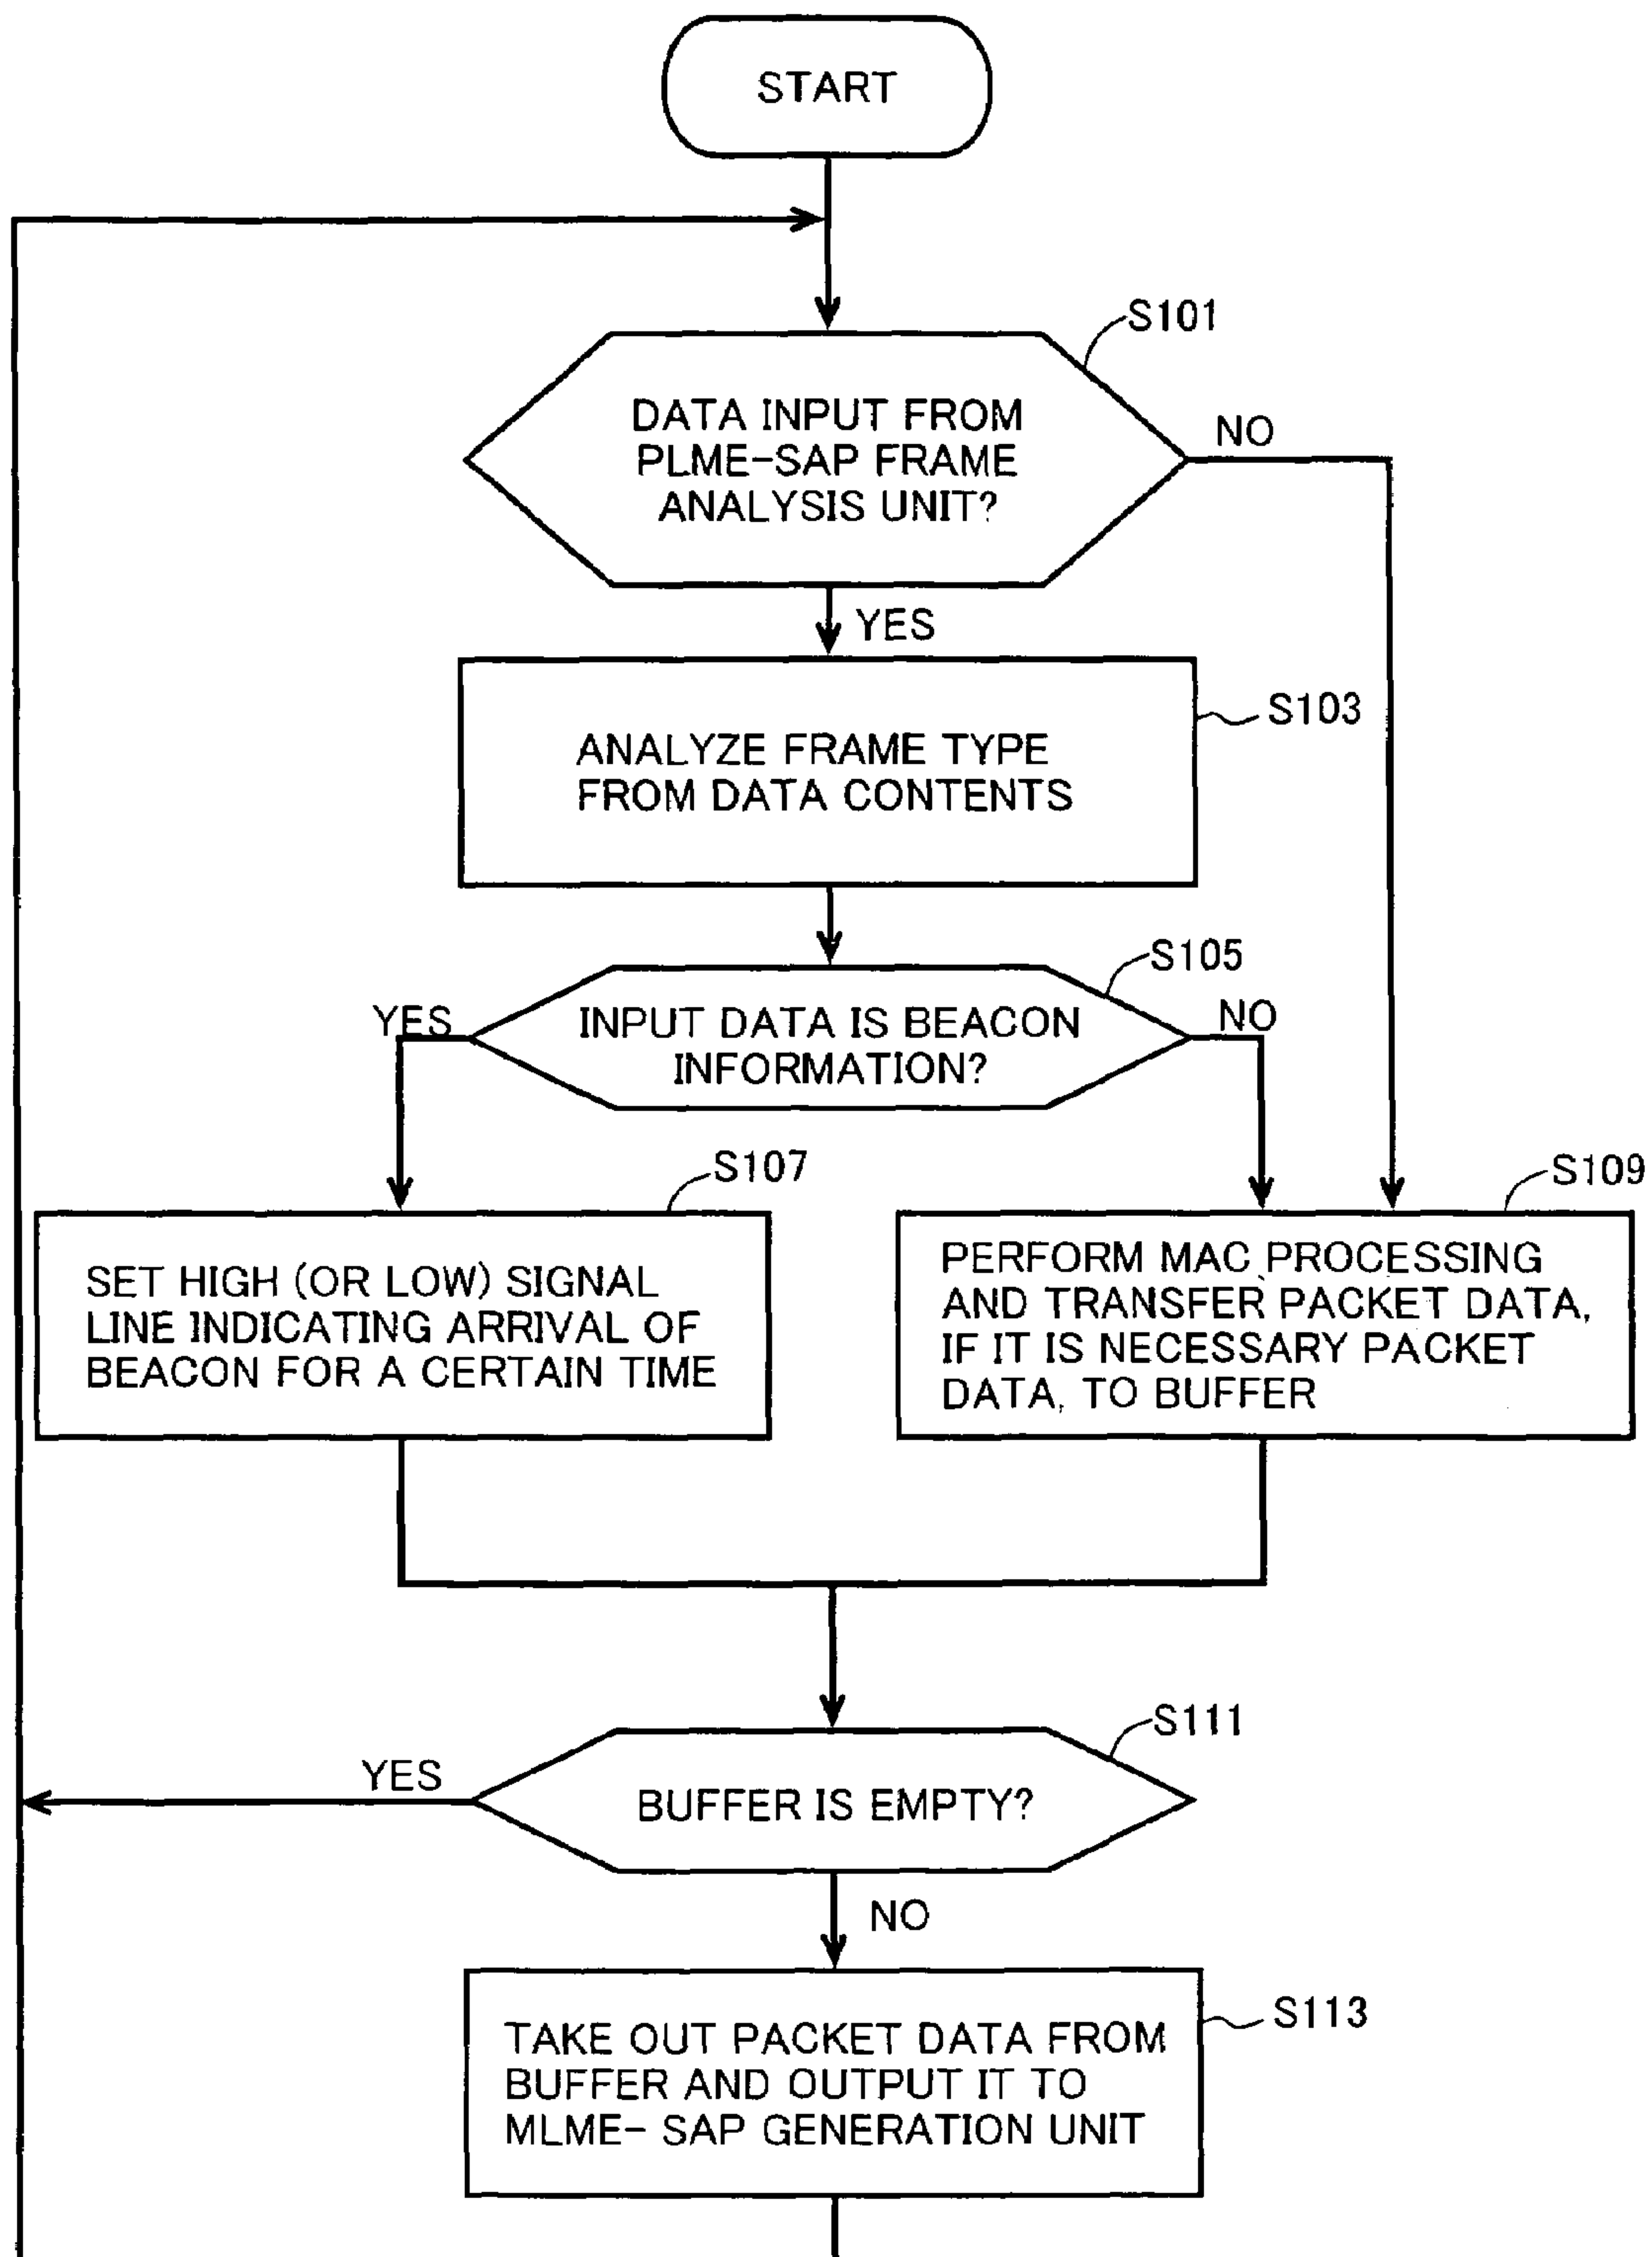 START
S101
DATA INPUT FROM
PLME-SAP FRAME
ANALYSIS UNIT?
NO
YES
S103
ANALYZE FRAME TYPE
FROM DATA CONTENTS
S105
YES
INPUT DATA IS BEACON
INFORMATION?
NO
S107
SET HIGH (OR LOW) SIGNAL
LINE INDICATING ARRIVAL OF
BEACON FOR A CERTAIN TIME
S109
PERFORM MAC PROCESSING
AND TRANSFER PACKET DATA,
IF IT IS NECESSARY PACKET
DATA, TO BUFFER
S111
YES
BUFFER IS EMPTY?
NO
S113
TAKE OUT PACKET DATA FROM
BUFFER AND OUTPUT IT TO
MLME- SAP GENERATION UNIT